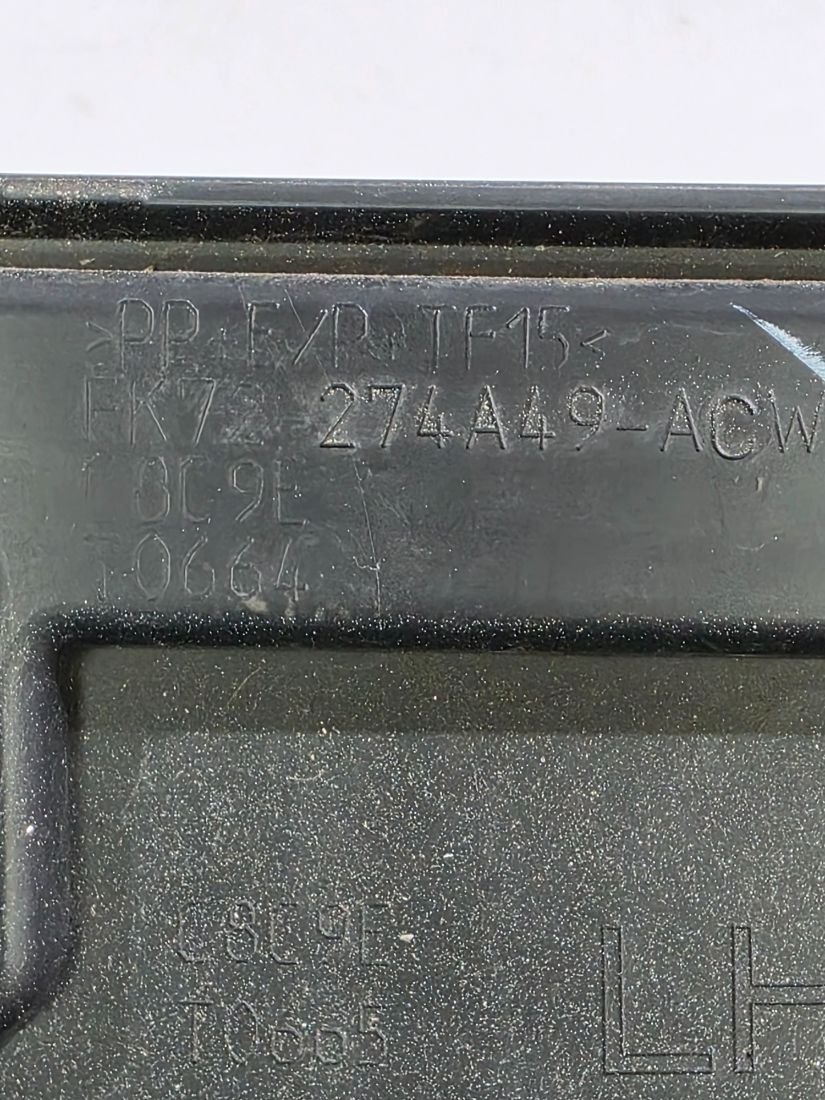 >PP+E/P-TF15<
FK72-274A49-ACW
C8C9E
T0664
C8C9E
T0665
LH